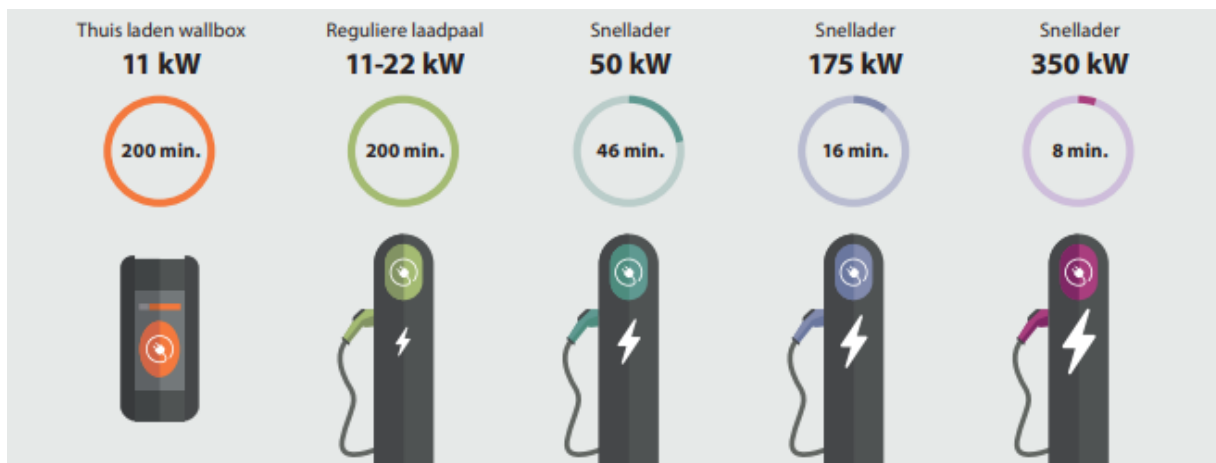 Thuis laden wallbox
11 kW
200 min.
Reguliere laadpaal
11-22 kW
200 min.
Snellader
50 kW
46 min.
Snellader
175 kW
16 min.
Snellader
350 kW
8 min.